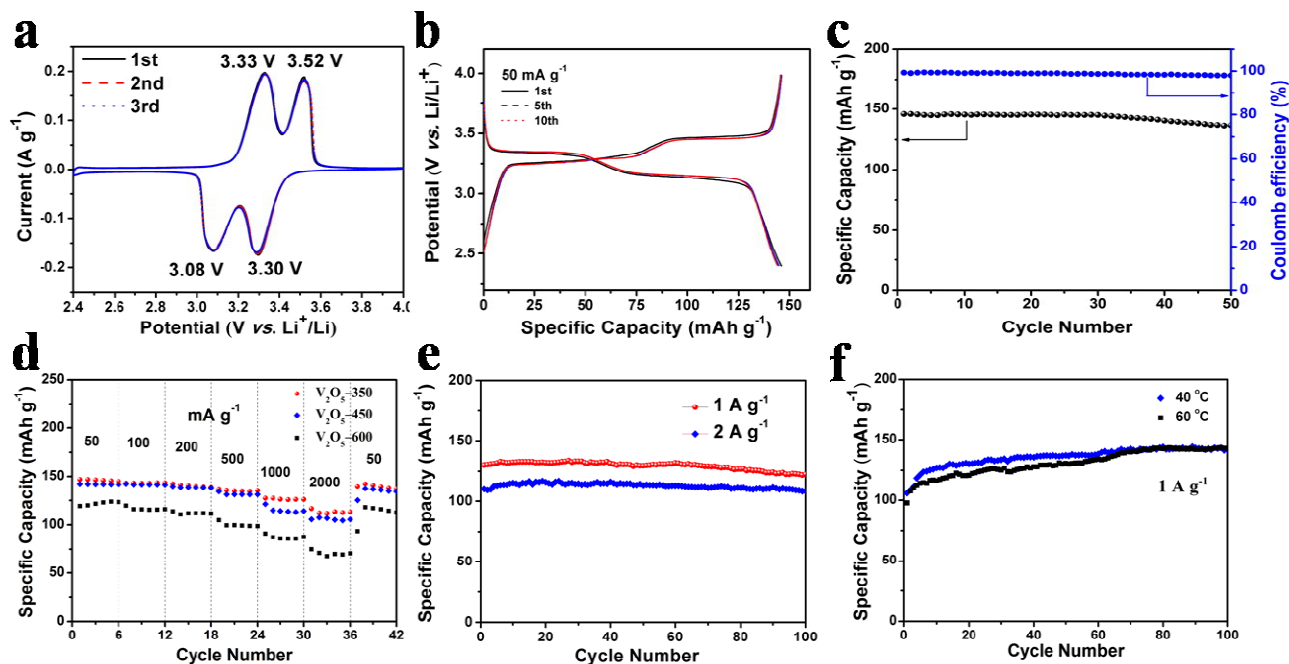 a
1st
2nd
3rd
3.33 V
3.52 V
3.08 V
3.30 V
0.2
0.1
0.0
-0.1
-0.2
Current (A g⁻¹)
2.4 2.6 2.8 3.0 3.2 3.4 3.6 3.8 4.0
Potential (V vs. Li⁺/Li)
b
50 mA g⁻¹
1st
5th
10th
4.0
3.5
3.0
2.5
Potential (V vs. Li/Li⁺)
0 25 50 75 100 125 150
Specific Capacity (mAh g⁻¹)
c
200
150
100
50
0
Specific Capacity (mAh g⁻¹)
100
80
60
40
20
0
Coulomb efficiency (%)
0 10 20 30 40 50
Cycle Number
d
250
200
150
100
50
0
Specific Capacity (mAh g⁻¹)
mA g⁻¹
V₂O₅-350
V₂O₅-450
V₂O₅-600
50 100 200 500 1000 2000 50
0 6 12 18 24 30 36 42
Cycle Number
e
200
150
100
50
0
Specific Capacity (mAh g⁻¹)
1 A g⁻¹
2 A g⁻¹
0 20 40 60 80 100
Cycle Number
f
200
150
100
50
0
Specific Capacity (mAh g⁻¹)
40 °C
60 °C
1 A g⁻¹
0 20 40 60 80 100
Cycle Number